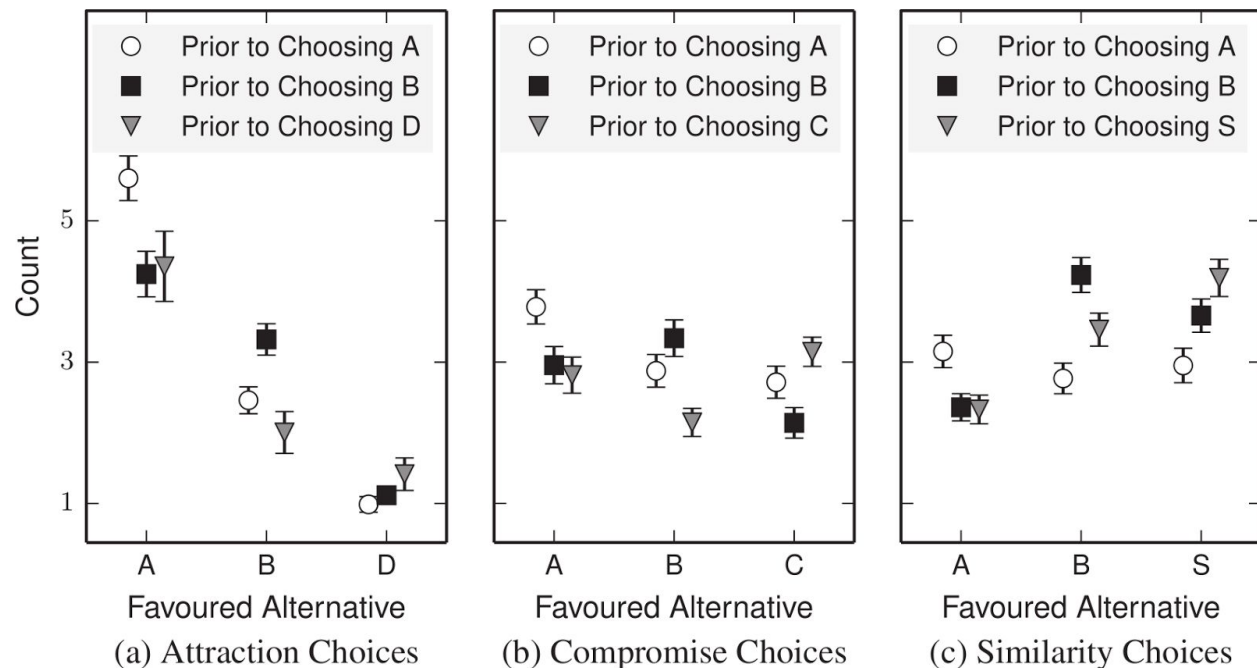 Prior to Choosing A
Prior to Choosing B
Prior to Choosing D
Prior to Choosing A
Prior to Choosing B
Prior to Choosing C
Prior to Choosing A
Prior to Choosing B
Prior to Choosing S
Count
5
3
1
A B D
A B C
A B S
Favoured Alternative
Favoured Alternative
Favoured Alternative
(a) Attraction Choices
(b) Compromise Choices
(c) Similarity Choices